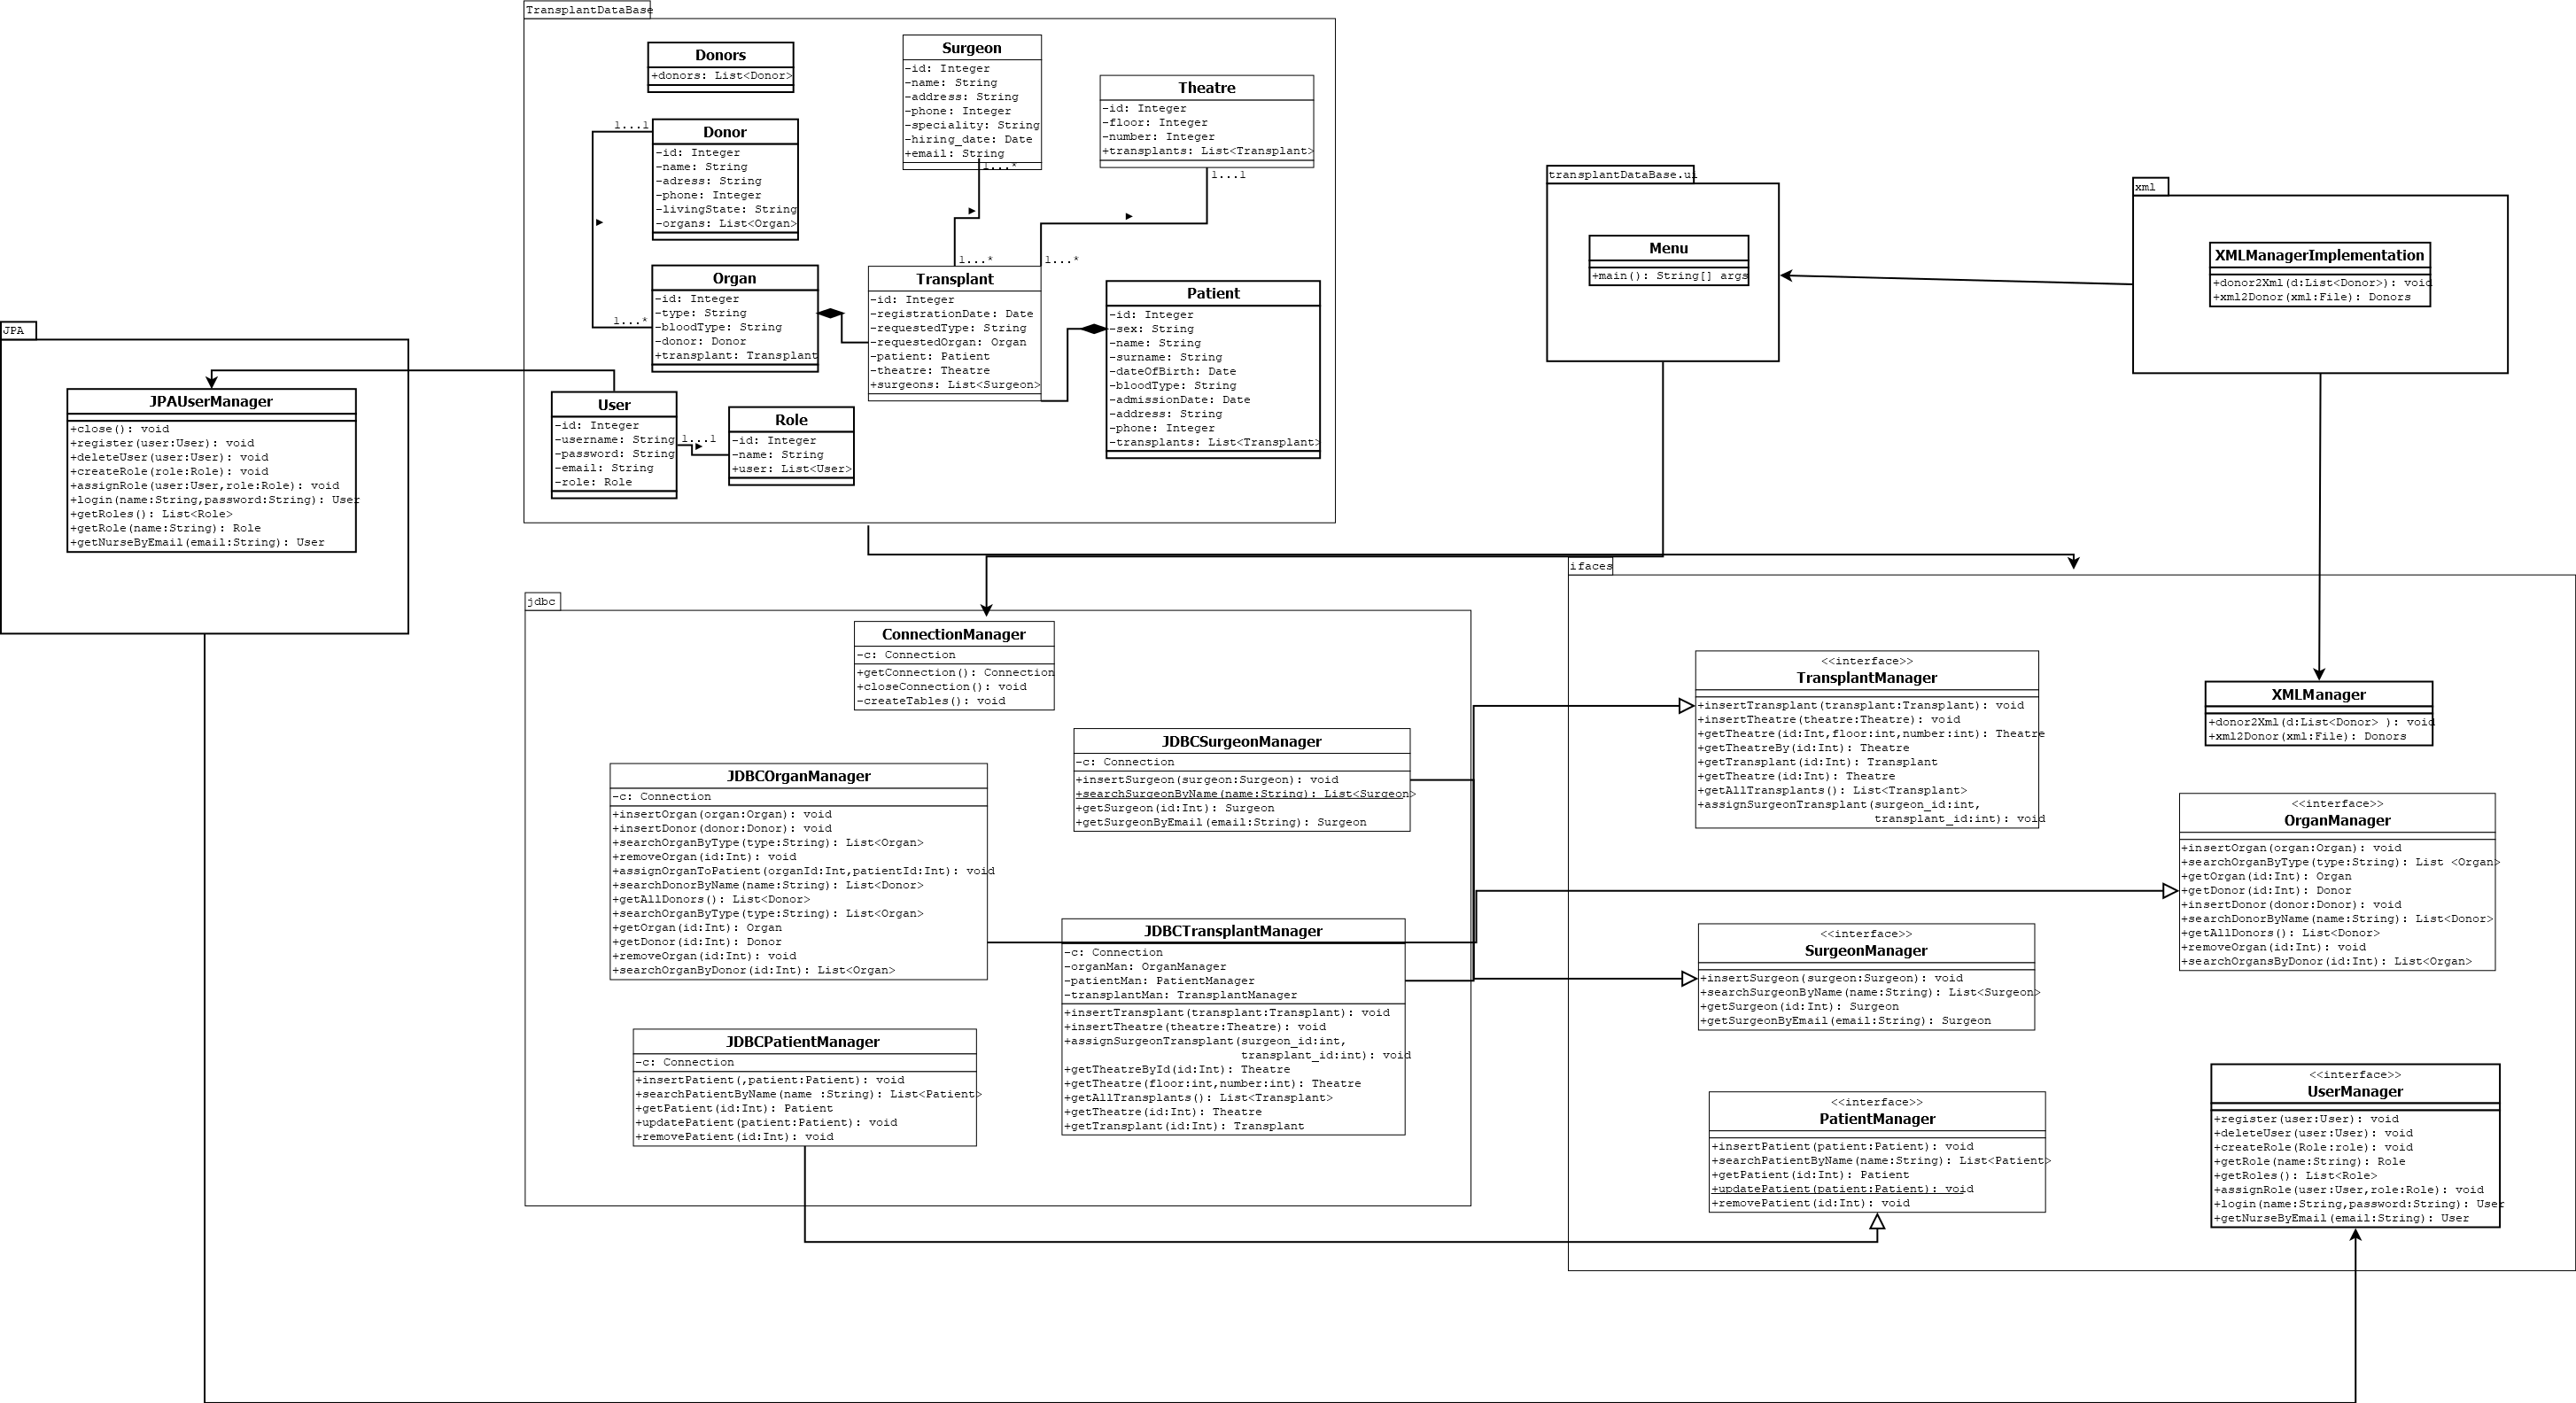 TransplantDataBase
Donors
+donors: List<Donor>
Surgeon
-id: Integer
-name: String
-address: String
-phone: Integer
-speciality: String
-hiring_date: Date
+email: String
1...*
Theatre
-id: Integer
-floor: Integer
-number: Integer
+transplants: List<Transplant>
1...1
1...1
Donor
-id: Integer
-name: String
-adress: String
-phone: Integer
-livingState: String
-organs: List<Organ>
1...*
1...*
1...*
Organ
-id: Integer
-type: String
-bloodType: String
-donor: Donor
+transplant: Transplant
Transplant
-id: Integer
-registrationDate: Date
-requestedType: String
-requestedOrgan: Organ
-patient: Patient
-theatre: Theatre
+surgeons: List<Surgeon>
Patient
-id: Integer
-sex: String
-name: String
-surname: String
-dateOfBirth: Date
-bloodType: String
-admissionDate: Date
-address: String
-phone: Integer
-transplants: List<Transplant>
User
-id: Integer
-username: String
-password: String
-email: String
-role: Role
1...1
Role
-id: Integer
-name: String
+user: List<User>
transplantDataBase.ui
Menu
+main(): String[] args
xml
XMLManagerImplementation
+donor2Xml(d:List<Donor>): void
+xml2Donor(xml:File): Donors
JPA
JPAUserManager
+close(): void
+register(user:User): void
+deleteUser(user:User): void
+createRole(role:Role): void
+assignRole(user:User,role:Role): void
+login(name:String,password:String): User
+getRoles(): List<Role>
+getRole(name:String): Role
+getNurseByEmail(email:String): User
jdbc
ConnectionManager
-c: Connection
+getConnection(): Connection
+closeConnection(): void
-createTables(): void
JDBCSurgeonManager
-c: Connection
+insertSurgeon(surgeon:Surgeon): void
+searchSurgeonByName(name:String): List<Surgeon>
+getSurgeon(id:Int): Surgeon
+getSurgeonByEmail(email:String): Surgeon
JDBCOrganManager
-c: Connection
+insertOrgan(organ:Organ): void
+insertDonor(donor:Donor): void
+searchOrganByType(type:String): List<Organ>
+removeOrgan(id:Int): void
+assignOrganToPatient(organId:Int,patientId:Int): void
+searchDonorByName(name:String): List<Donor>
+getAllDonors(): List<Donor>
+searchOrganByType(type:String): List<Organ>
+getOrgan(id:Int): Organ
+getDonor(id:Int): Donor
+removeOrgan(id:Int): void
+searchOrganByDonor(id:Int): List<Organ>
JDBCTransplantManager
-c: Connection
-organMan: OrganManager
-patientMan: PatientManager
-transplantMan: TransplantManager
+insertTransplant(transplant:Transplant): void
+insertTheatre(theatre:Theatre): void
+assignSurgeonTransplant(surgeon_id:int,
transplant_id:int): void
+getTheatreById(id:Int): Theatre
+getTheatre(floor:int,number:int): Theatre
+getAllTransplants(): List<Transplant>
+getTheatre(id:Int): Theatre
+getTransplant(id:Int): Transplant
JDBCPatientManager
-c: Connection
+insertPatient(,patient:Patient): void
+searchPatientByName(name :String): List<Patient>
+getPatient(id:Int): Patient
+updatePatient(patient:Patient): void
+removePatient(id:Int): void
ifaces
<<interface>>
TransplantManager
+insertTransplant(transplant:Transplant): void
+insertTheatre(theatre:Theatre): void
+getTheatre(id:Int,floor:int,number:int): Theatre
+getTheatreBy(id:Int): Theatre
+getTransplant(id:Int): Transplant
+getTheatre(id:Int): Theatre
+getAllTransplants(): List<Transplant>
+assignSurgeonTransplant(surgeon_id:int,
transplant_id:int): void
XMLManager
+donor2Xml(d:List<Donor> ): void
+xml2Donor(xml:File): Donors
<<interface>>
OrganManager
+insertOrgan(organ:Organ): void
+searchOrganByType(type:String): List <Organ>
+getOrgan(id:Int): Organ
+getDonor(id:Int): Donor
+insertDonor(donor:Donor): void
+searchDonorByName(name:String): List<Donor>
+getAllDonors(): List<Donor>
+removeOrgan(id:Int): void
+searchOrgansByDonor(id:Int): List<Organ>
<<interface>>
SurgeonManager
+insertSurgeon(surgeon:Surgeon): void
+searchSurgeonByName(name:String): List<Surgeon>
+getSurgeon(id:Int): Surgeon
+getSurgeonByEmail(email:String): Surgeon
<<interface>>
PatientManager
+insertPatient(patient:Patient): void
+searchPatientByName(name:String): List<Patient>
+getPatient(id:Int): Patient
+updatePatient(patient:Patient): void
+removePatient(id:Int): void
<<interface>>
UserManager
+register(user:User): void
+deleteUser(user:User): void
+createRole(Role:role): void
+getRole(name:String): Role
+getRoles(): List<Role>
+assignRole(user:User,role:Role): void
+login(name:String,password:String): User
+getNurseByEmail(email:String): User